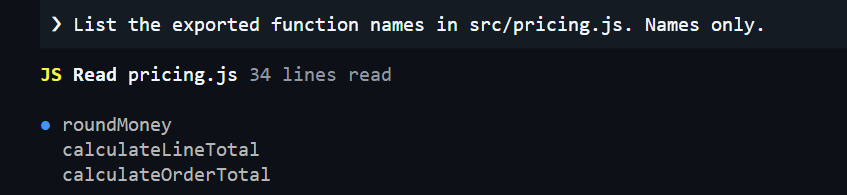 ❯ List the exported function names in src/pricing.js. Names only.
JS Read pricing.js 34 lines read
● roundMoney
calculateLineTotal
calculateOrderTotal